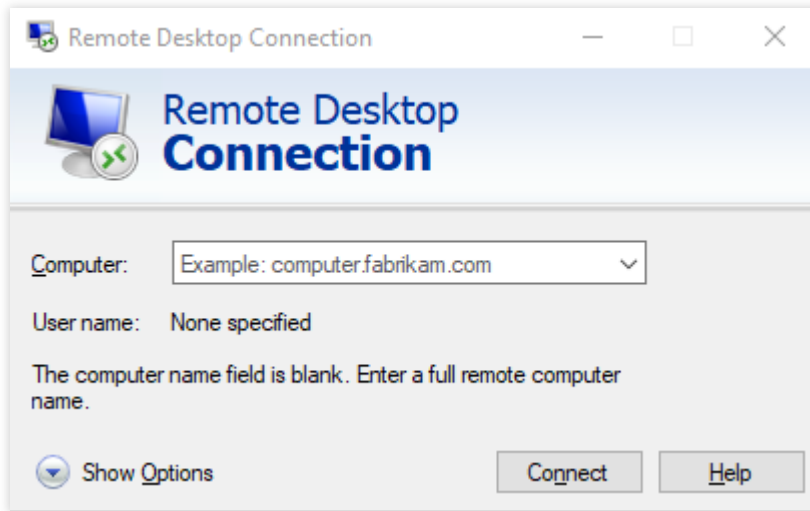 Remote Desktop Connection
Remote Desktop
Connection
Computer: Example: computer.fabrikam.com
User name: None specified
The computer name field is blank. Enter a full remote computer
name.
Show Options Connect Help